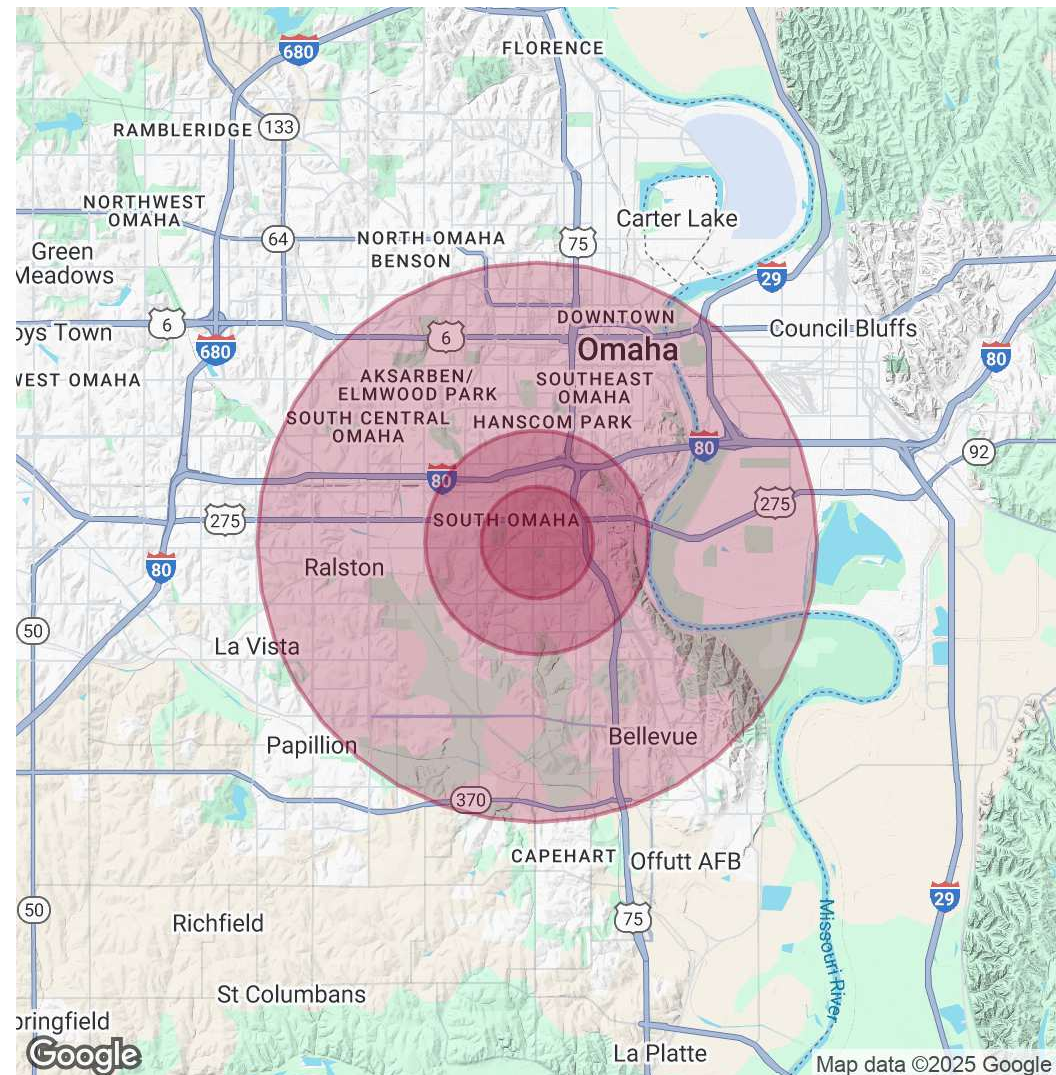 FLORENCE
680
RAMBLERIDGE
133
NORTHWEST
OMAHA
Carter Lake
64
NORTH OMAHA
75
Green
Meadows
BENSON
29
oys Town
6
DOWNTOWN
Council Bluffs
680
6
Omaha
80
WEST OMAHA
AKSARBEN/
ELMWOOD PARK
SOUTHEAST
OMAHA
SOUTH CENTRAL
OMAHA
HANSCOM PARK
80
92
80
275
275
SOUTH OMAHA
80
Ralston
50
La Vista
Papillion
Bellevue
370
CAPEHART
Offutt AFB
29
50
Richfield
75
Missouri River
St Columbans
pringfield
Google
La Platte
Map data ©2025 Google